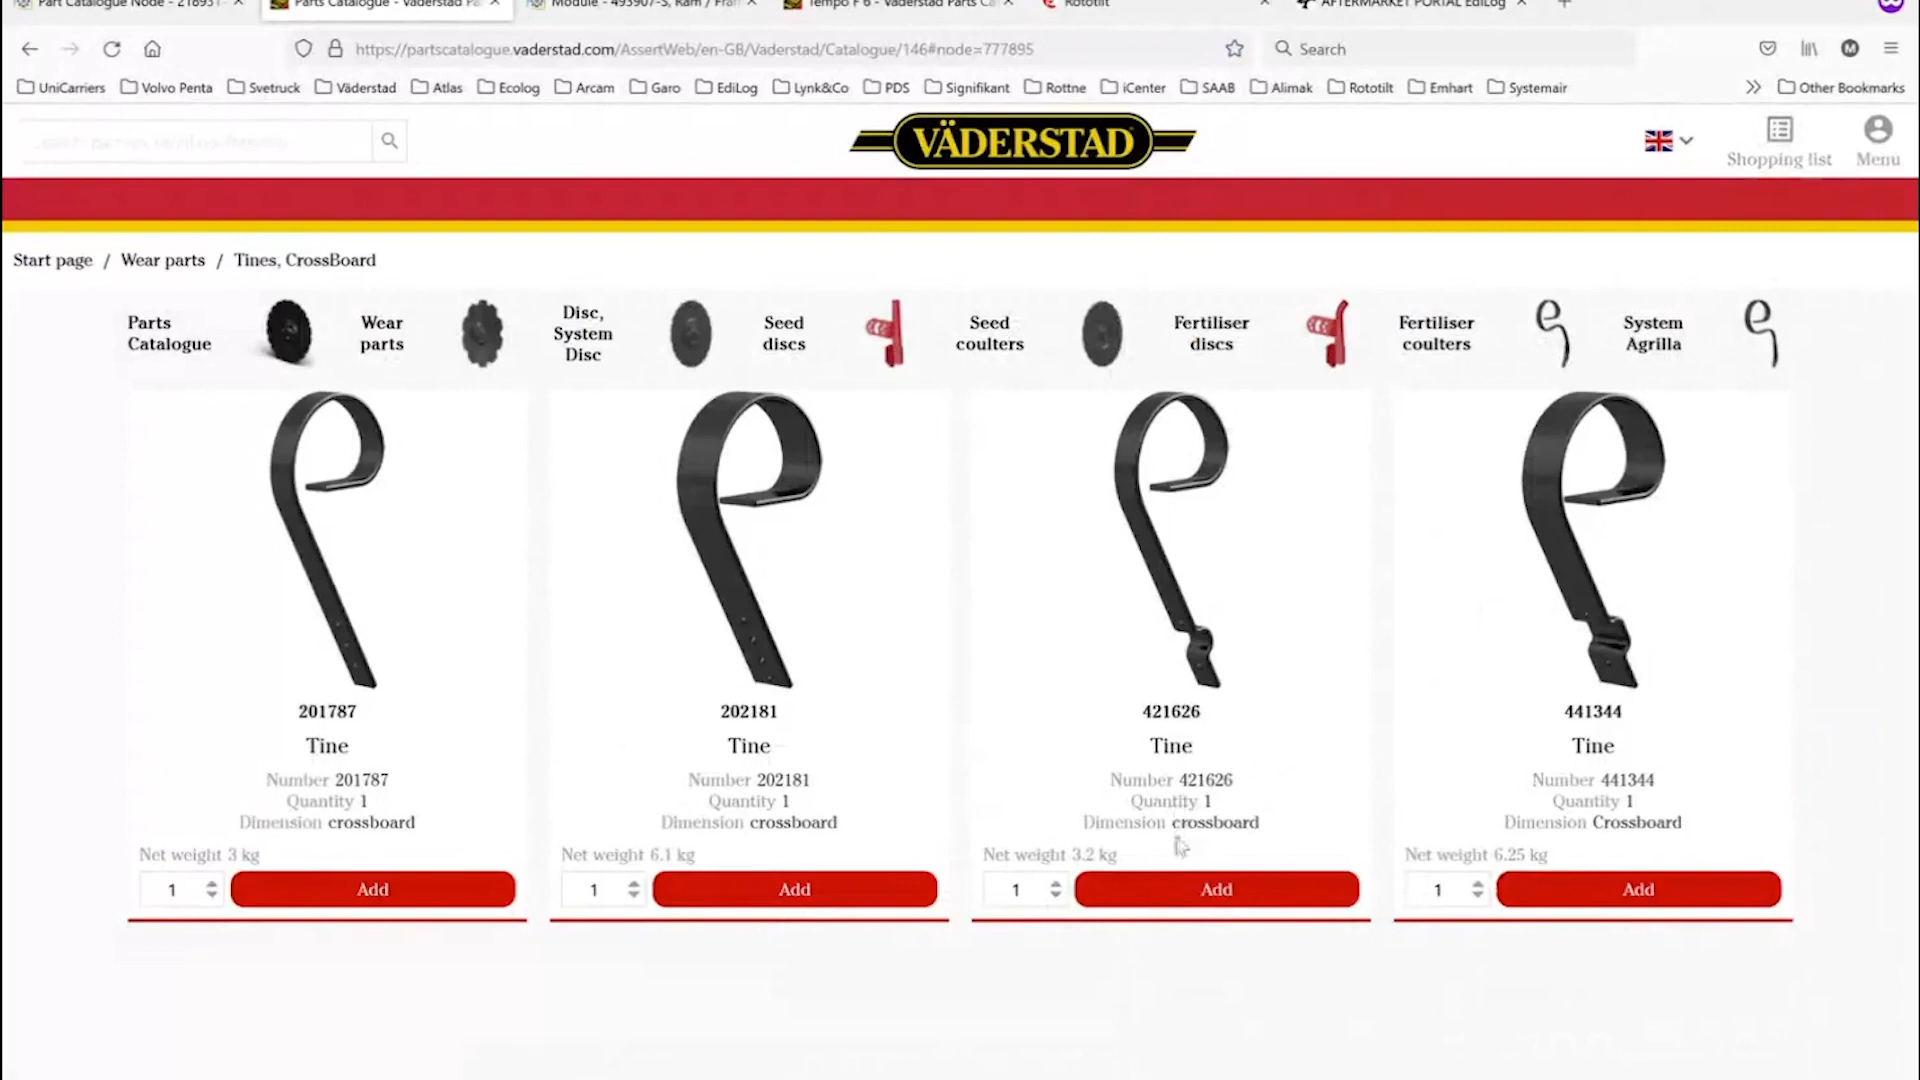 Part Catalogue Node - 21893
Parts Catalogue - Väderstad Pa
Module - 493907-S, Ram / Fram
Tempo F 6 - Väderstad Parts Ca
Rototilt
AFTERMARKET PORTAL EdiLog
https://partscatalogue.vaderstad.com/AssertWeb/en-GB/Vaderstad/Catalogue/146#node=777895
Search
M
UniCarriers Volvo Penta Svetruck Väderstad Atlas Ecolog Arcam Garo EdiLog Lynk&Co PDS Signifikant Rottne iCenter SAAB Alimak Rototilt Emhart Systemair Other Bookmarks
VÄDERSTAD
Shopping list
Menu
Start page / Wear parts / Tines, CrossBoard
Parts
Catalogue
Wear
parts
Disc,
System
Disc
Seed
discs
Seed
coulters
Fertiliser
discs
Fertiliser
coulters
System
Agrilla
201787
Tine
Number 201787
Quantity 1
Dimension crossboard
Net weight 3 kg
1
Add
202181
Tine
Number 202181
Quantity 1
Dimension crossboard
Net weight 6.1 kg
1
Add
421626
Tine
Number 421626
Quantity 1
Dimension crossboard
Net weight 3.2 kg
1
Add
441344
Tine
Number 441344
Quantity 1
Dimension Crossboard
Net weight 6.25 kg
1
Add